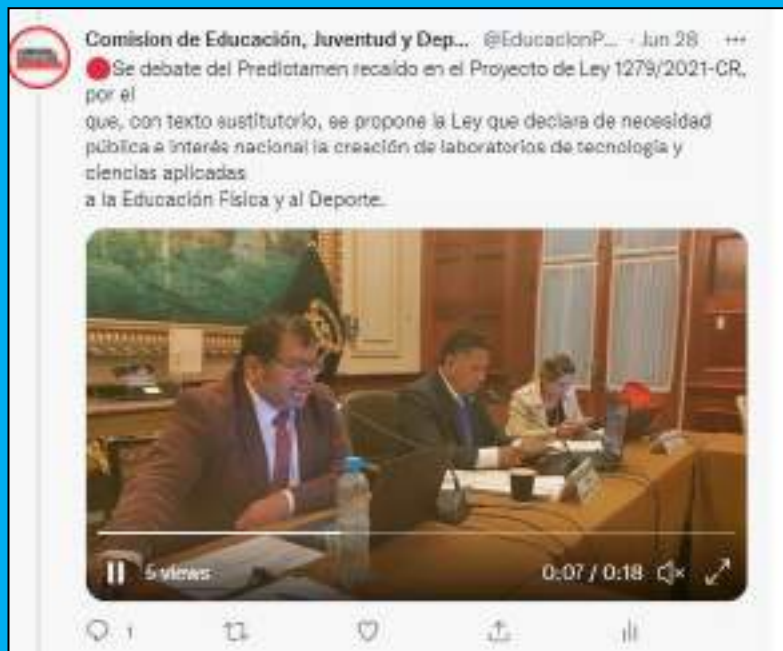 Comision de Educación, Juventud y Dep... @EducacionP... · Jun 28
Se debate del Predictamen recaído en el Proyecto de Ley 1279/2021-CR,
por el
que, con texto sustitutorio, se propone la Ley que declara de necesidad
pública e interés nacional la creación de laboratorios de tecnología y
ciencias aplicadas
a la Educación Física y al Deporte.
5 views
0:07 / 0:18
1